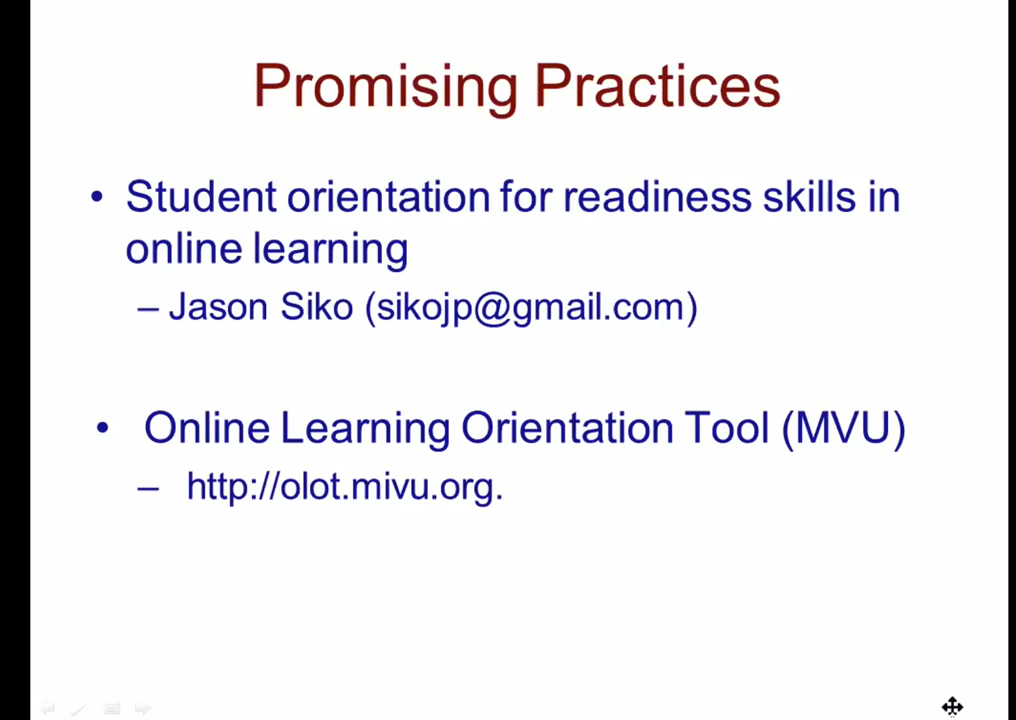 Promising Practices
• Student orientation for readiness skills in
online learning
– Jason Siko (sikojp@gmail.com)
• Online Learning Orientation Tool (MVU)
– http://olot.mivu.org.